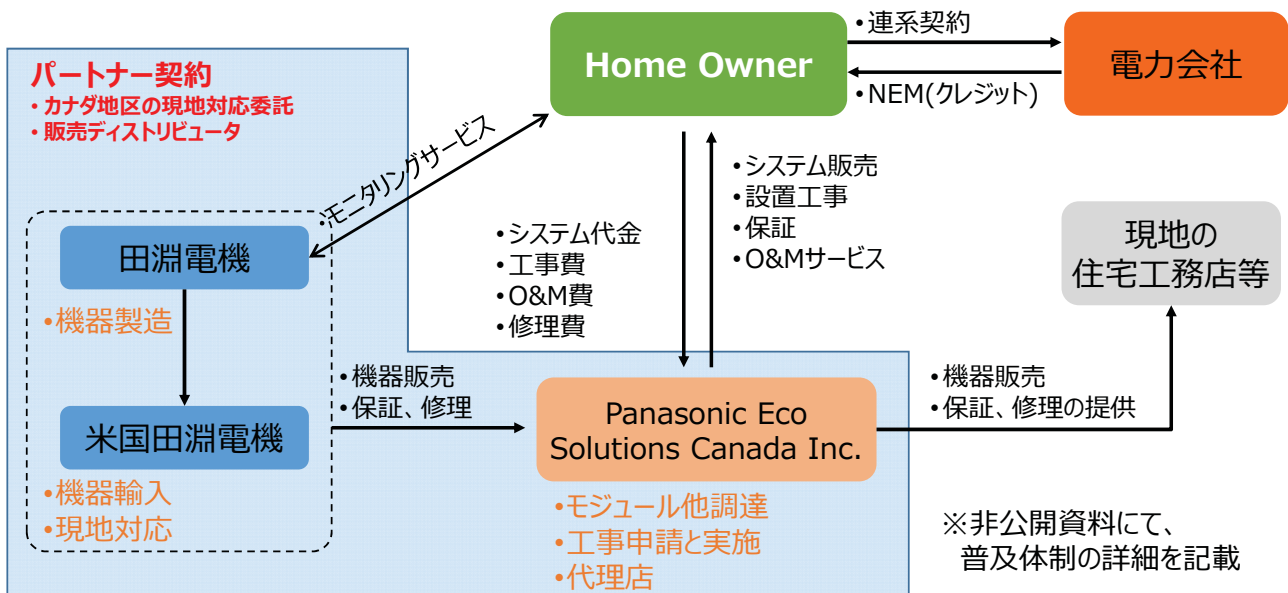 パートナー契約
・カナダ地区の現地対応委託
・販売ディストリビュータ
Home Owner
•連系契約
•NEM(クレジット)
電力会社
•モニタリングサービス
•システム販売
•設置工事
•保証
•O&Mサービス
•システム代金
•工事費
•O&M費
•修理費
現地の
住宅工務店等
田淵電機
•機器製造
米国田淵電機
•機器輸入
•現地対応
•機器販売
•保証、修理
Panasonic Eco
Solutions Canada Inc.
•モジュール他調達
•工事申請と実施
•代理店
•機器販売
•保証、修理の提供
※非公開資料にて、
普及体制の詳細を記載